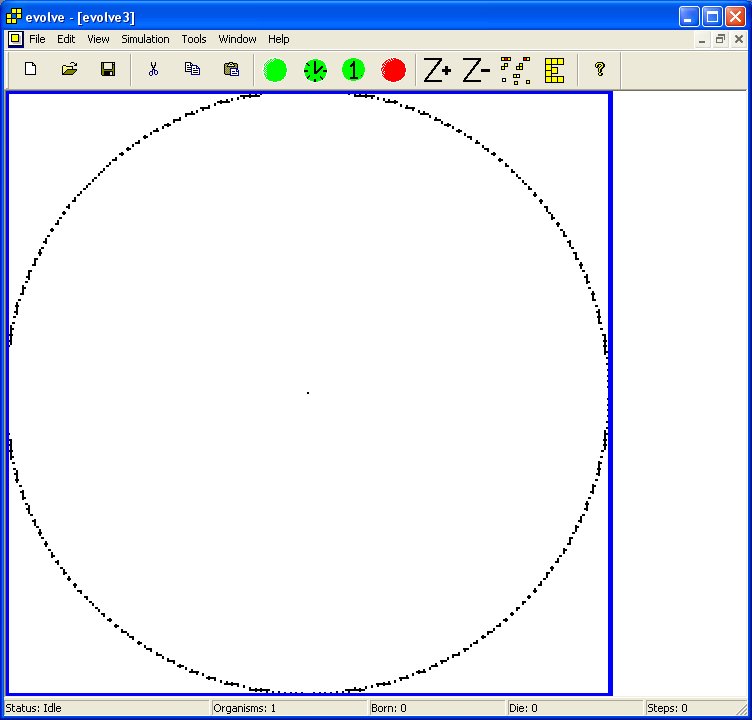 evolve - [evolve3]
File Edit View Simulation Tools Window Help
1 Z+ Z- E ?
Status: Idle Organisms: 1 Born: 0 Die: 0 Steps: 0